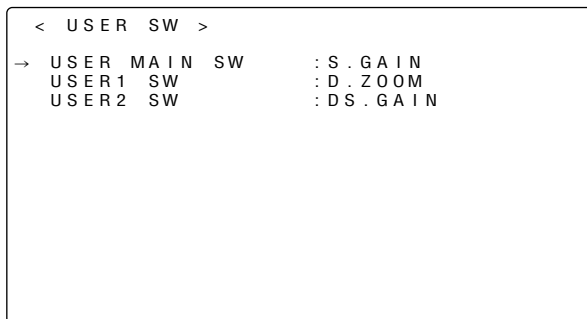 < USER SW >
→ USER MAIN SW :S.GAIN
USER1 SW :D.ZOOM
USER2 SW :DS.GAIN